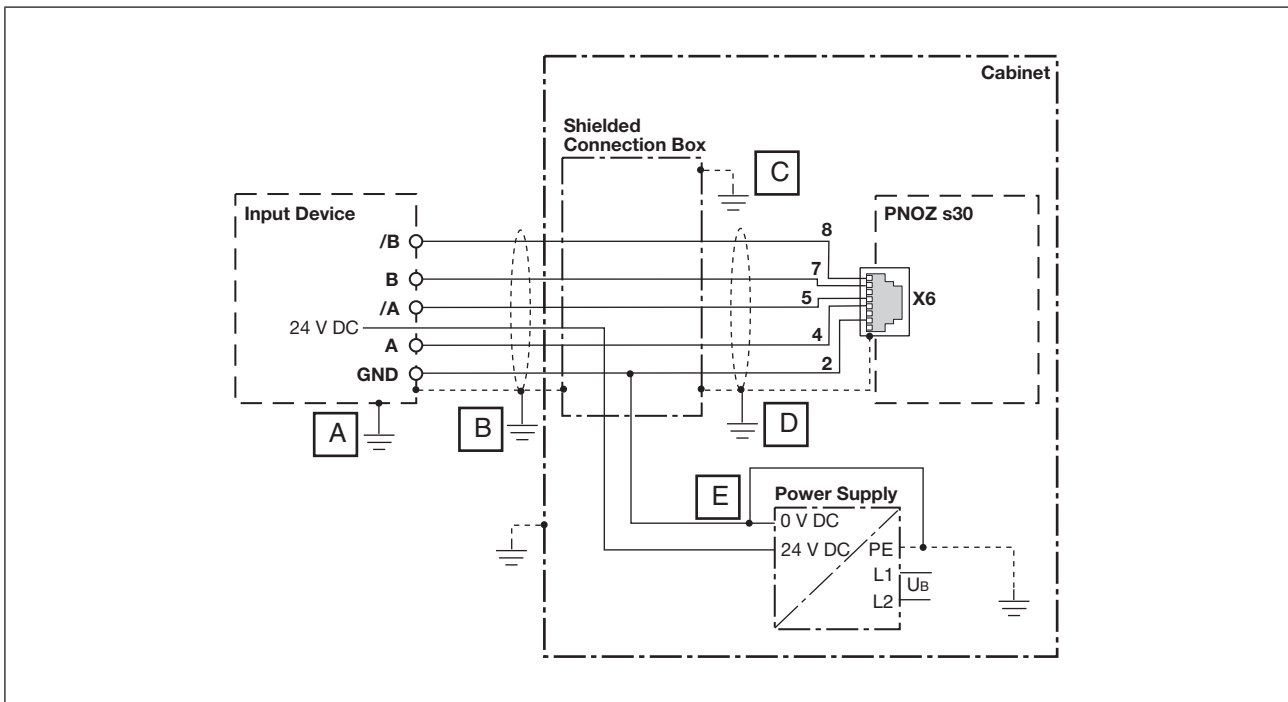 Cabinet
Shielded
Connection Box
C
Input Device
PNOZ s30
/B
8
B
7
/A
5
X6
24 V DC
A
4
GND
2
A
B
D
E
Power Supply
0 V DC
24 V DC
PE
L1
UB
L2